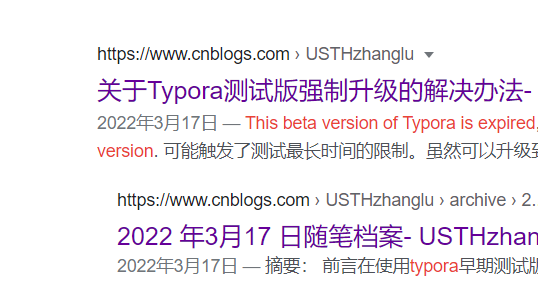 https://www.cnblogs.com › USTHzhanglu
关于Typora测试版强制升级的解决办法-
2022年3月17日 — This beta version of Typora is expired,
version. 可能触发了测试最长时间的限制。虽然可以升级到
https://www.cnblogs.com › USTHzhanglu › archive › 2.
2022 年3月17 日随笔档案- USTHzhan
2022年3月17日 — 摘要： 前言在使用typora早期测试版